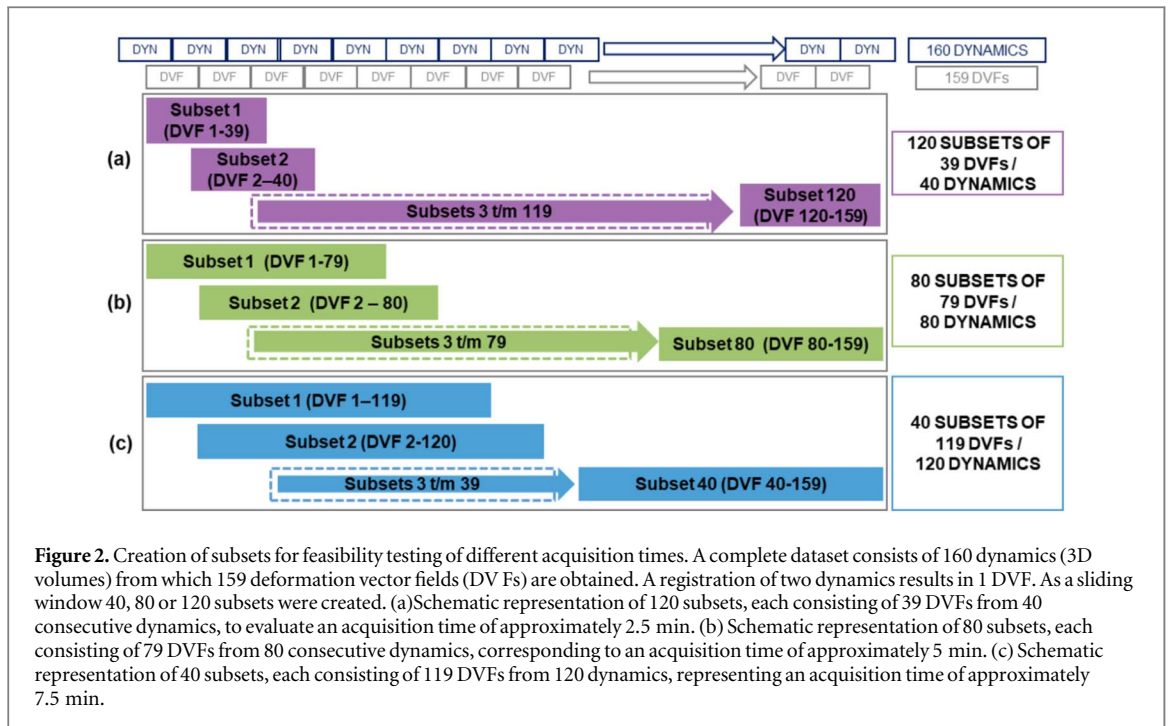 DYN DYN DYN DYN DYN DYN DYN DYN DYN DYN DYN 160 DYNAMICS
DVF DVF DVF DVF DVF DVF DVF DVF DVF DVF 159 DVFs
(a)
Subset 1
(DVF 1-39)
Subset 2
(DVF 2–40)
Subsets 3 t/m 119
Subset 120
(DVF 120-159)
120 SUBSETS OF
39 DVFs /
40 DYNAMICS
(b)
Subset 1 (DVF 1-79)
Subset 2 (DVF 2 – 80)
Subsets 3 t/m 79
Subset 80 (DVF 80-159)
80 SUBSETS OF
79 DVFs /
80 DYNAMICS
(c)
Subset 1 (DVF 1–119)
Subset 2 (DVF 2-120)
Subsets 3 t/m 39
Subset 40 (DVF 40-159)
40 SUBSETS OF
119 DVFs /
120 DYNAMICS
Figure 2. Creation of subsets for feasibility testing of different acquisition times. A complete dataset consists of 160 dynamics (3D
volumes) from which 159 deformation vector fields (DV Fs) are obtained. A registration of two dynamics results in 1 DVF. As a sliding
window 40, 80 or 120 subsets were created. (a)Schematic representation of 120 subsets, each consisting of 39 DVFs from 40
consecutive dynamics, to evaluate an acquisition time of approximately 2.5 min. (b) Schematic representation of 80 subsets, each
consisting of 79 DVFs from 80 consecutive dynamics, corresponding to an acquisition time of approximately 5 min. (c) Schematic
representation of 40 subsets, each consisting of 119 DVFs from 120 dynamics, representing an acquisition time of approximately
7.5 min.